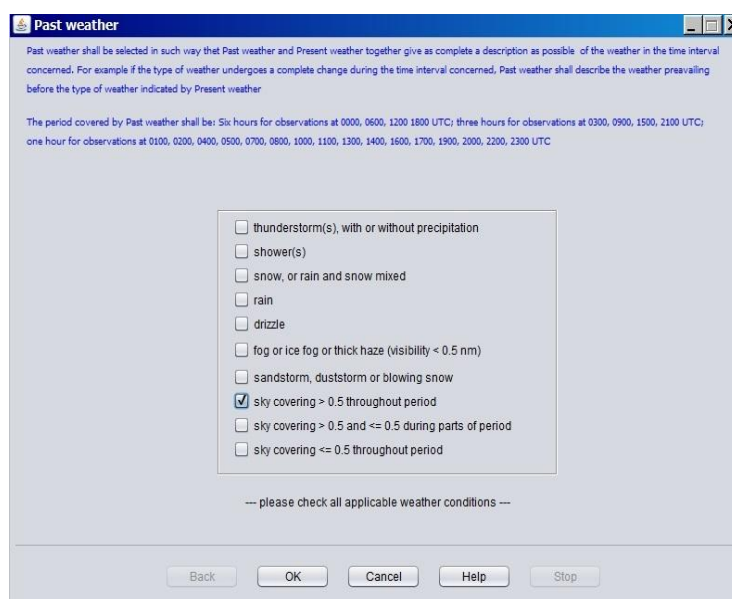 Past weather
Past weather shall be selected in such way thet Past weather and Present weather together give as complete a description as possible of the weather in the time interval
concerned. For example if the type of weather undergoes a complete change during the time interval concerned, Past weather shall describe the weather preavailing
before the type of weather indicated by Present weather
The period covered by Past weather shall be: Six hours for observations at 0000, 0600, 1200 1800 UTC; three hours for observations at 0300, 0900, 1500, 2100 UTC;
one hour for observations at 0100, 0200, 0400, 0500, 0700, 0800, 1000, 1100, 1300, 1400, 1600, 1700, 1900, 2000, 2200, 2300 UTC
thunderstorm(s), with or without precipitation
shower(s)
snow, or rain and snow mixed
rain
drizzle
fog or ice fog or thick haze (visibility < 0.5 nm)
sandstorm, duststorm or blowing snow
sky covering > 0.5 throughout period
sky covering > 0.5 and <= 0.5 during parts of period
sky covering <= 0.5 throughout period
--- please check all applicable weather conditions ---
Back OK Cancel Help Stop